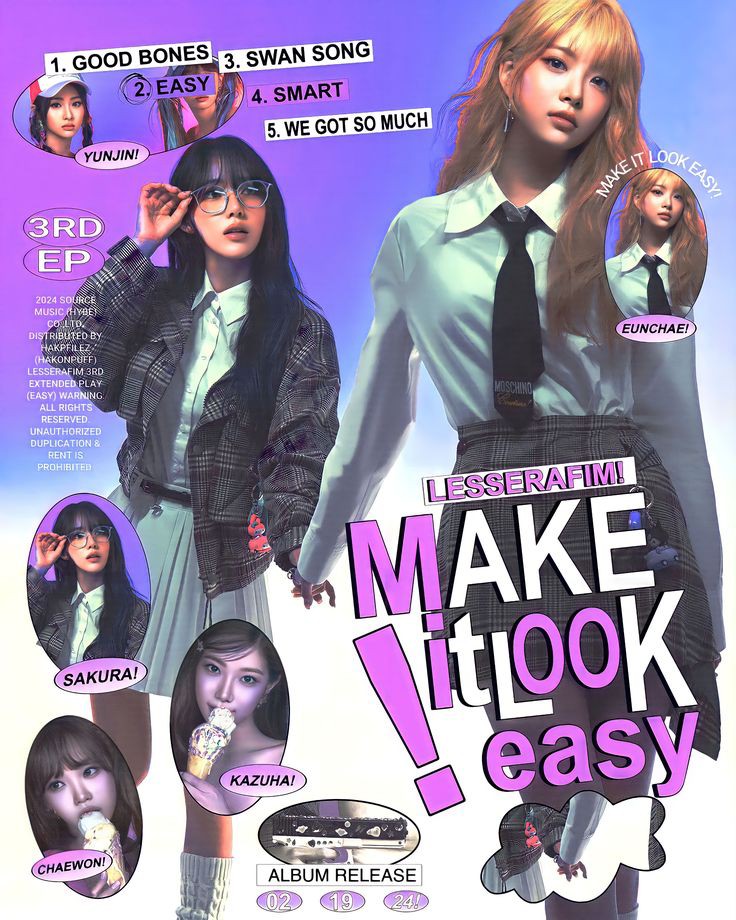 1. GOOD BONES
2. EASY
3. SWAN SONG
4. SMART
5. WE GOT SO MUCH
YUNJIN!
MAKE IT LOOK EASY!
EUNCHAE!
3RD
EP
2024 SOURCE
MUSIC (HYBE)
CO. LTD.
DISTRIBUTED BY
HAKPFILEZ
(HAKONPUFF)
LESSERAFIM 3RD
EXTENDED PLAY
(EASY) WARNING.
ALL RIGHTS
RESERVED.
UNAUTHORIZED
DUPLICATION &
RENT IS
PROHIBITED
MOSCHINO
Couture!
LESSERAFIM!
MAKE
itLOOK
! easy
SAKURA!
KAZUHA!
CHAEWON!
ALBUM RELEASE
02 19 24!